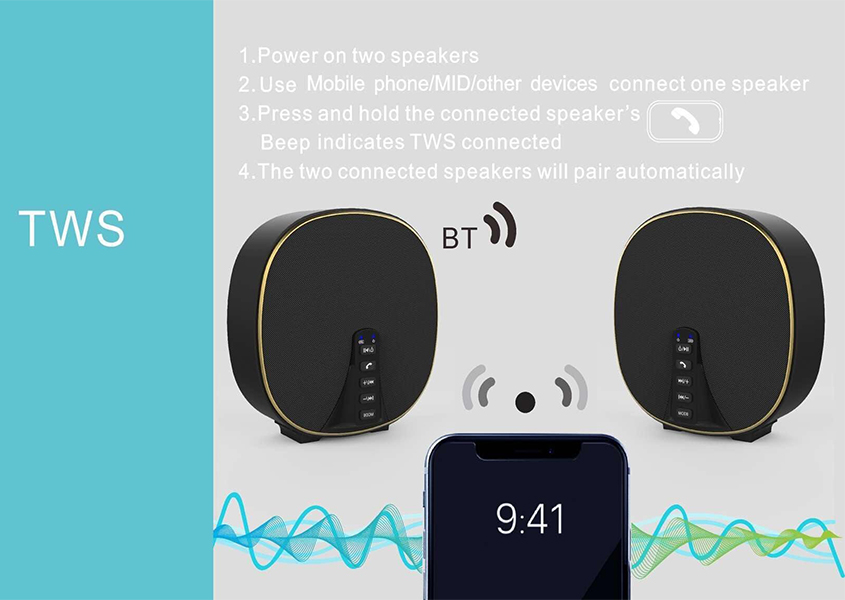 1.Power on two speakers
2.Use Mobile phone/MID/other devices connect one speaker
3.Press and hold the connected speaker's
Beep indicates TWS connected
4.The two connected speakers will pair automatically
TWS
BT
9:41